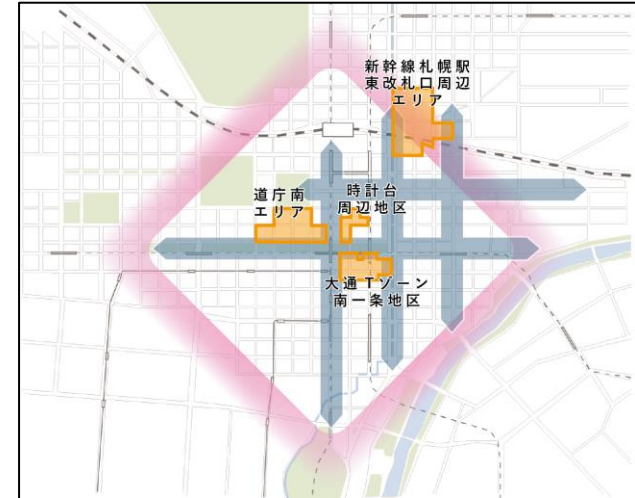 新幹線札幌駅
東改札口周辺
エリア
道庁南
エリア
時計台
周辺地区
大通Tゾーン
南一条地区